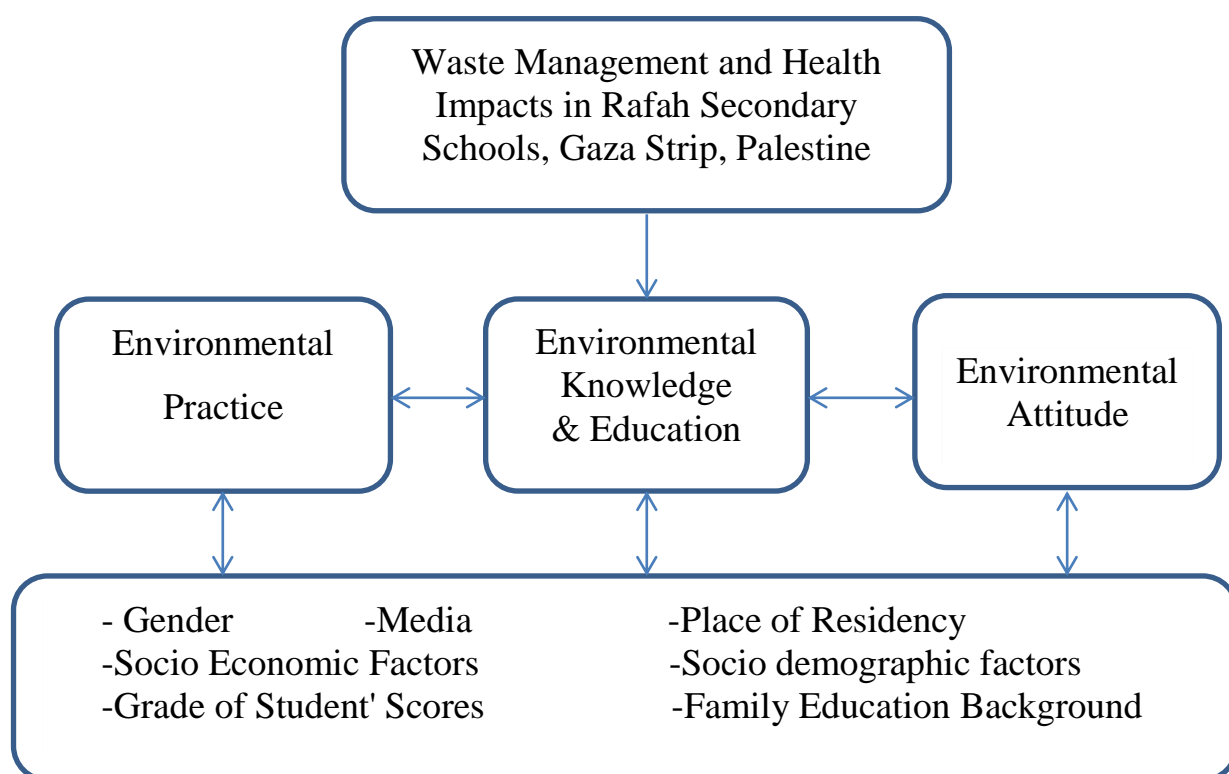 Waste Management and Health
Impacts in Rafah Secondary
Schools, Gaza Strip, Palestine
Environmental
Practice
Environmental
Knowledge
& Education
Environmental
Attitude
- Gender -Media -Place of Residency
-Socio Economic Factors -Socio demographic factors
-Grade of Student' Scores -Family Education Background